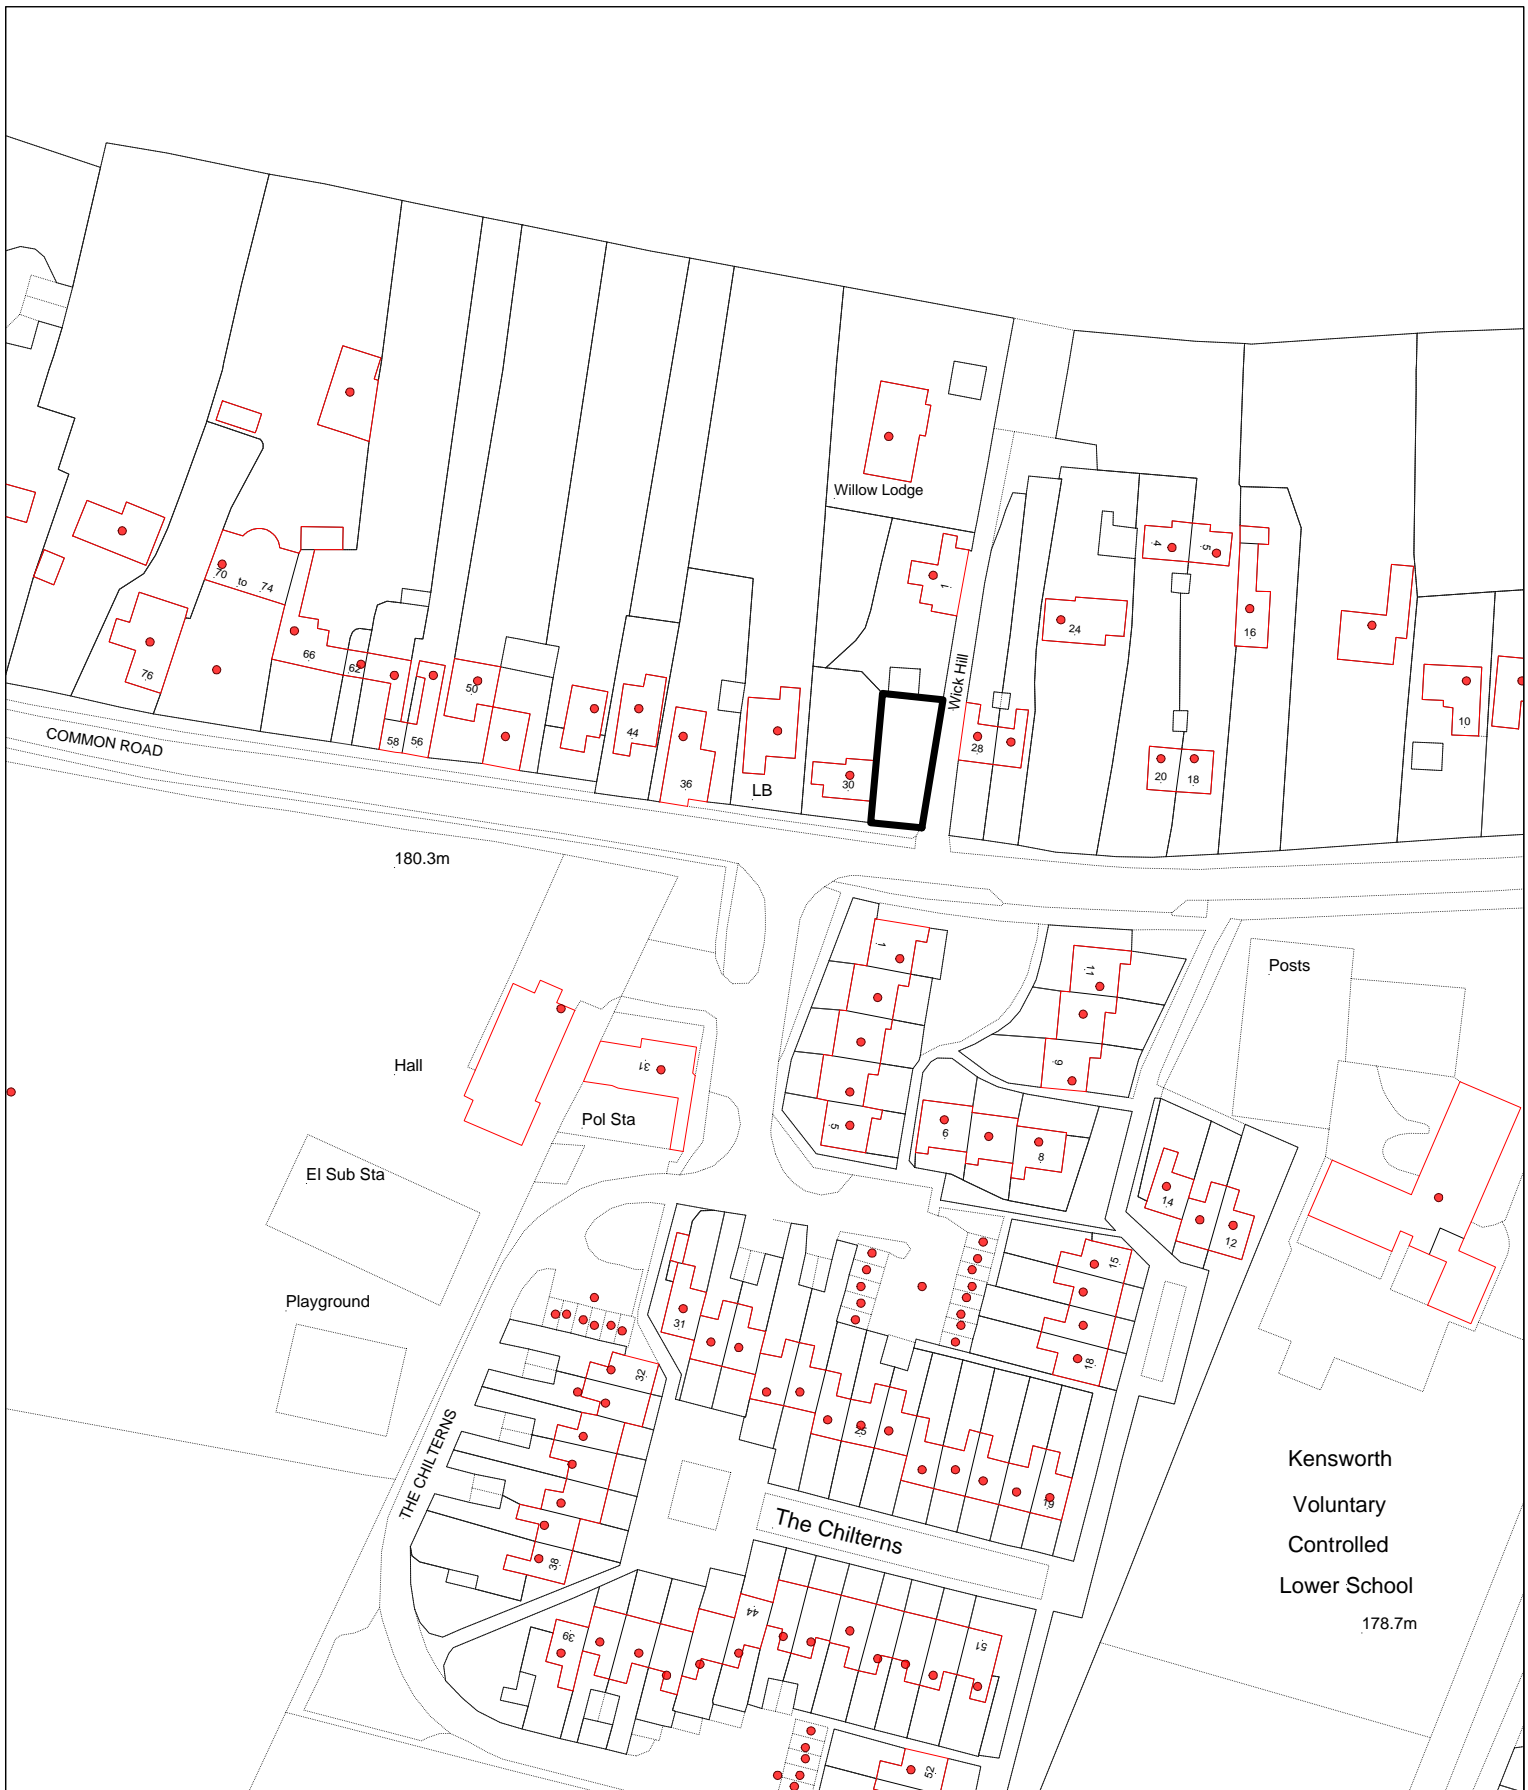 Willow Lodge
4
5
1
70 to 74
24
16
66
62
76
50
Wick Hill
10
44
28
58
56
COMMON ROAD
36
LB
30
20
18
180.3m
1
11
Posts
Hall
31
9
Pol Sta
5
6
8
El Sub Sta
14
12
15
Playground
31
18
32
25
THE CHILTERNS
Kensworth
19
Voluntary
The Chilterns
Controlled
38
Lower School
44
178.7m
39
51
52